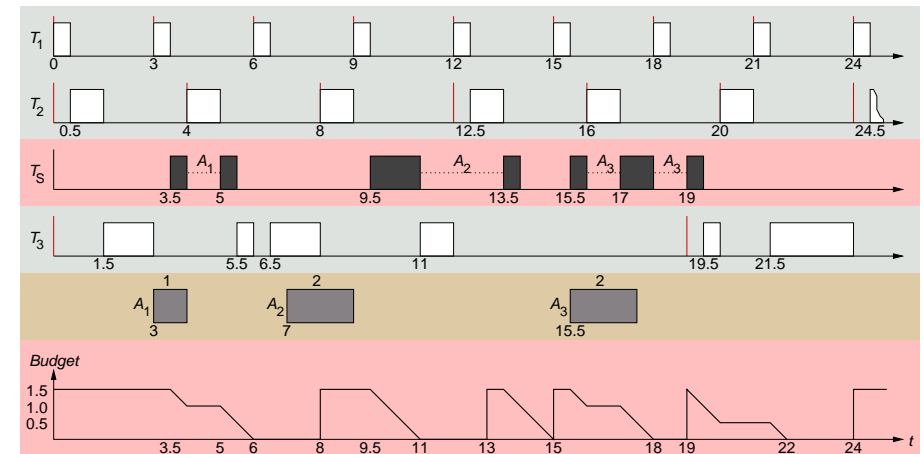 T1
0 3 6 9 12 15 18 21 24
T2
0.5 4 8 12.5 16 20 24.5
A1 A2 A3 A3
TS
3.5 5 9.5 13.5 15.5 17 19
T3
1.5 5.5 6.5 11 19.5 21.5
1 2 2
A1 A2 A3
3 7 15.5
Budget
1.5
1.0
0.5
3.5 5 6 8 9.5 11 13 15 18 19 22 24 t